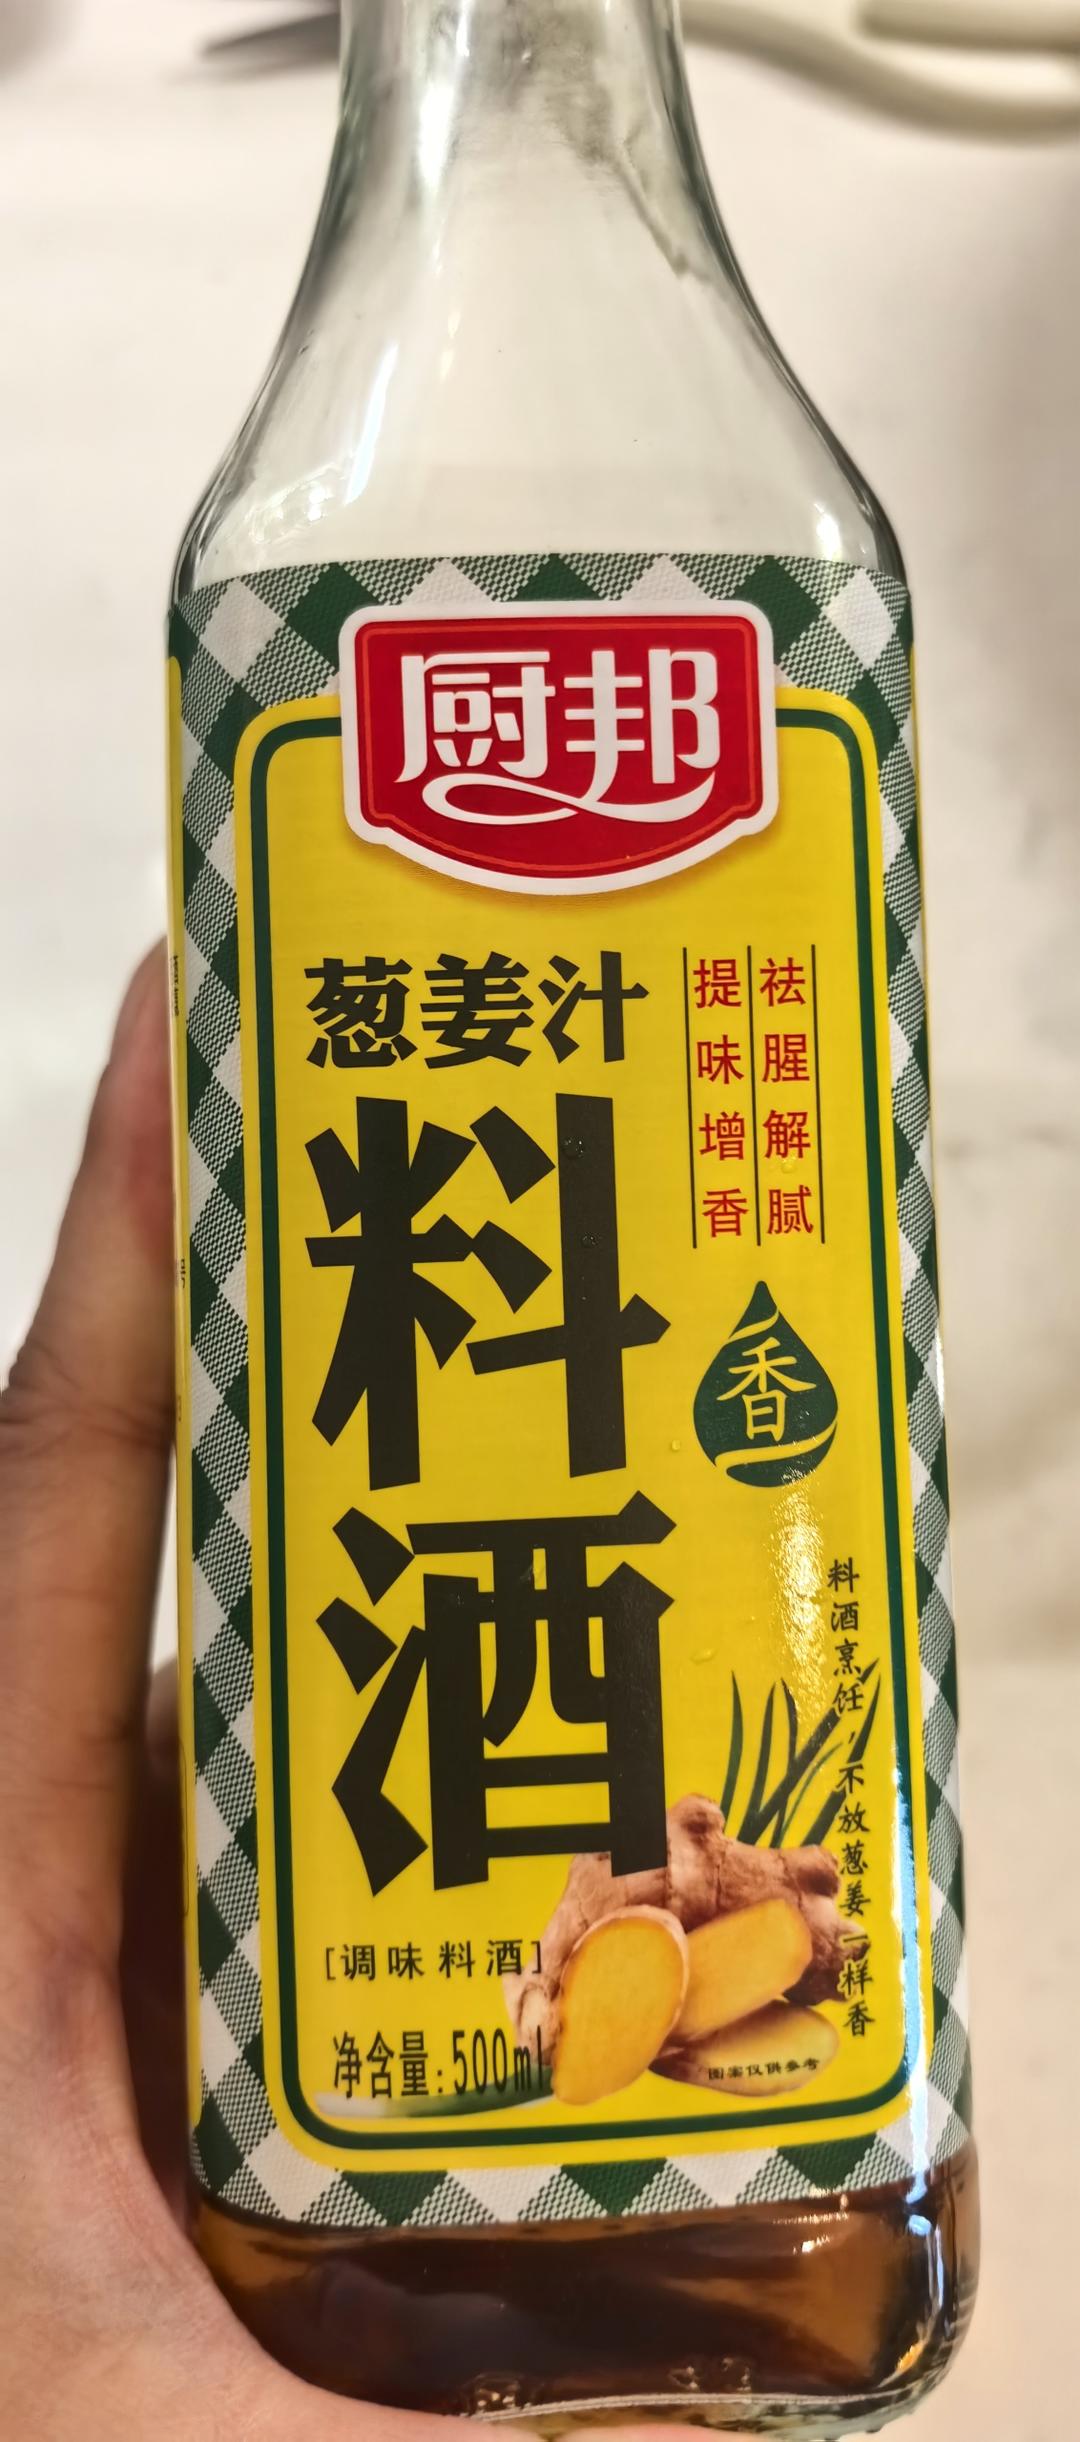 厨邦
葱姜汁
料酒
祛腥解腻
提味增香
香
料酒烹饪,不放葱姜一样香
[调味料酒]
净含量:500ml
图案仅供参考